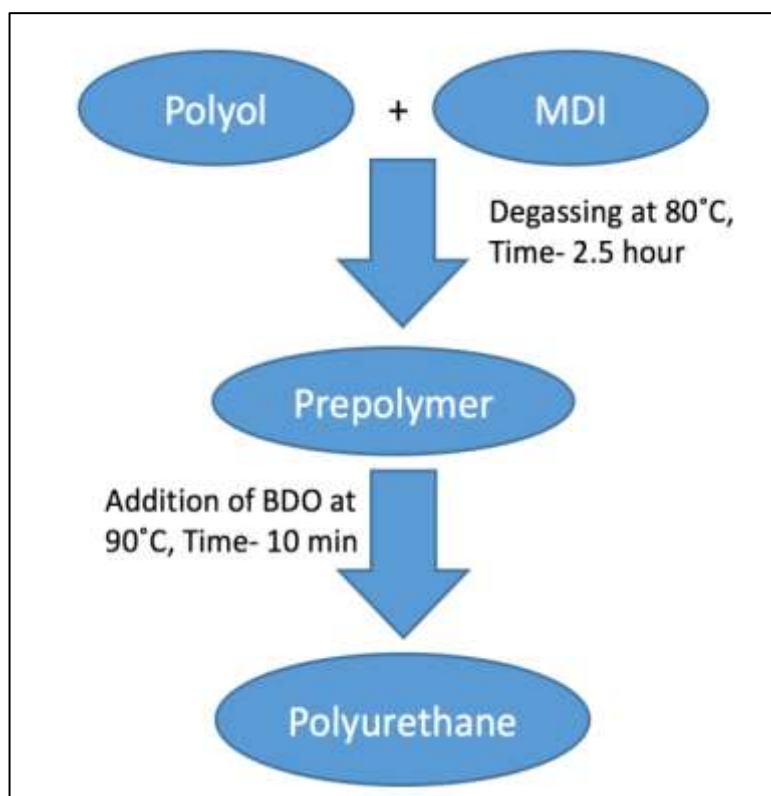 Polyol + MDI
Degassing at 80˚C,
Time- 2.5 hour
Prepolymer
Addition of BDO at
90˚C, Time- 10 min
Polyurethane